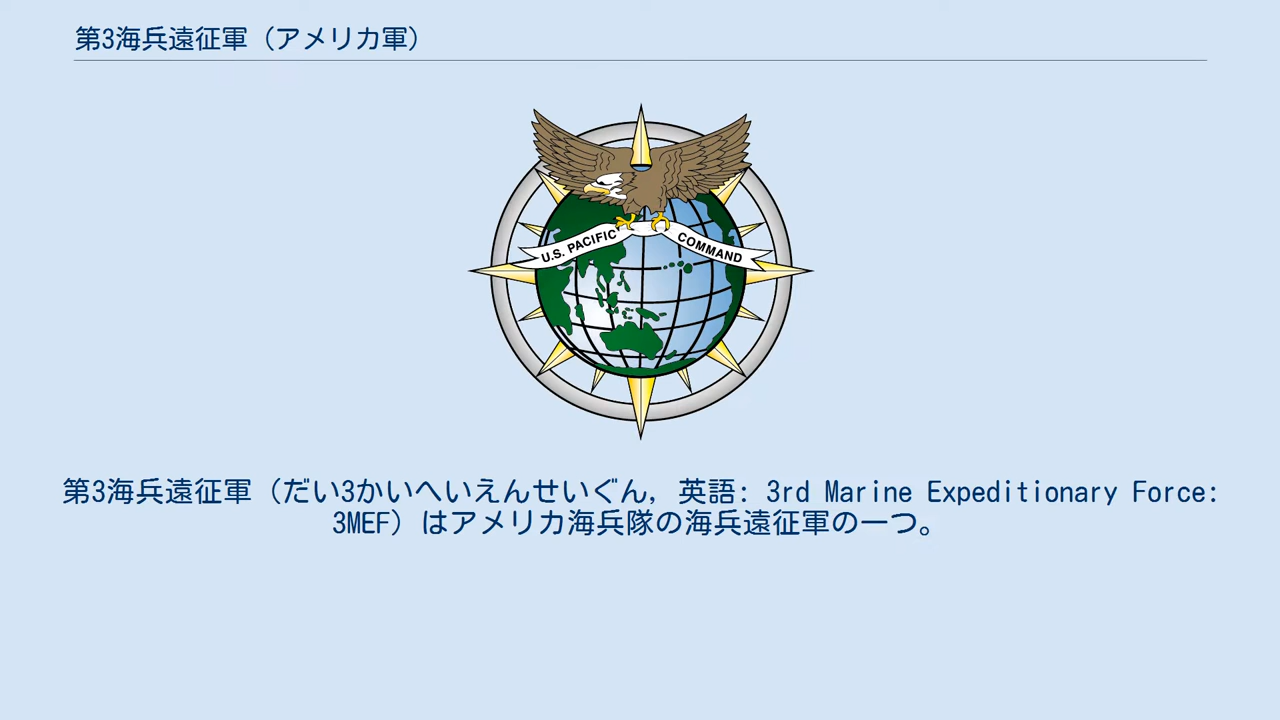 第3海兵遠征軍（アメリカ軍）
U.S. PACIFIC COMMAND
第3海兵遠征軍（だい3かいへいえんせいぐん, 英語: 3rd Marine Expeditionary Force:
3MEF）はアメリカ海兵隊の海兵遠征軍の一つ。